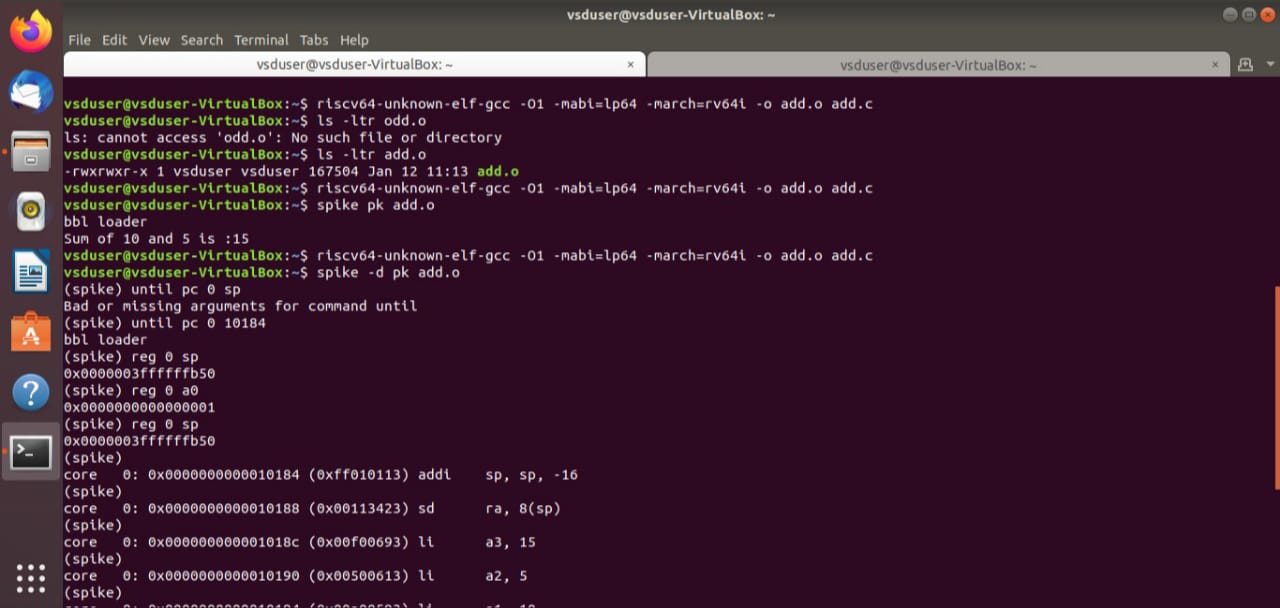 vsduser@vsduser-VirtualBox: ~
File Edit View Search Terminal Tabs Help
vsduser@vsduser-VirtualBox: ~ × vsduser@vsduser-VirtualBox: ~ ×
vsduser@vsduser-VirtualBox:~$ riscv64-unknown-elf-gcc -O1 -mabi=lp64 -march=rv64i -o add.o add.c
vsduser@vsduser-VirtualBox:~$ ls -ltr odd.o
ls: cannot access 'odd.o': No such file or directory
vsduser@vsduser-VirtualBox:~$ ls -ltr add.o
-rwxrwxr-x 1 vsduser vsduser 167504 Jan 12 11:13 add.o
vsduser@vsduser-VirtualBox:~$ riscv64-unknown-elf-gcc -O1 -mabi=lp64 -march=rv64i -o add.o add.c
vsduser@vsduser-VirtualBox:~$ spike pk add.o
bbl loader
Sum of 10 and 5 is :15
vsduser@vsduser-VirtualBox:~$ riscv64-unknown-elf-gcc -O1 -mabi=lp64 -march=rv64i -o add.o add.c
vsduser@vsduser-VirtualBox:~$ spike -d pk add.o
(spike) until pc 0 sp
Bad or missing arguments for command until
(spike) until pc 0 10184
bbl loader
(spike) reg 0 sp
0x0000003ffffffb50
(spike) reg 0 a0
0x0000000000000001
(spike) reg 0 sp
0x0000003ffffffb50
(spike)
core   0: 0x0000000000010184 (0xff010113) addi    sp, sp, -16
(spike)
core   0: 0x0000000000010188 (0x00113423) sd      ra, 8(sp)
(spike)
core   0: 0x000000000001018c (0x00f00693) li      a3, 15
(spike)
core   0: 0x0000000000010190 (0x00500613) li      a2, 5
(spike)